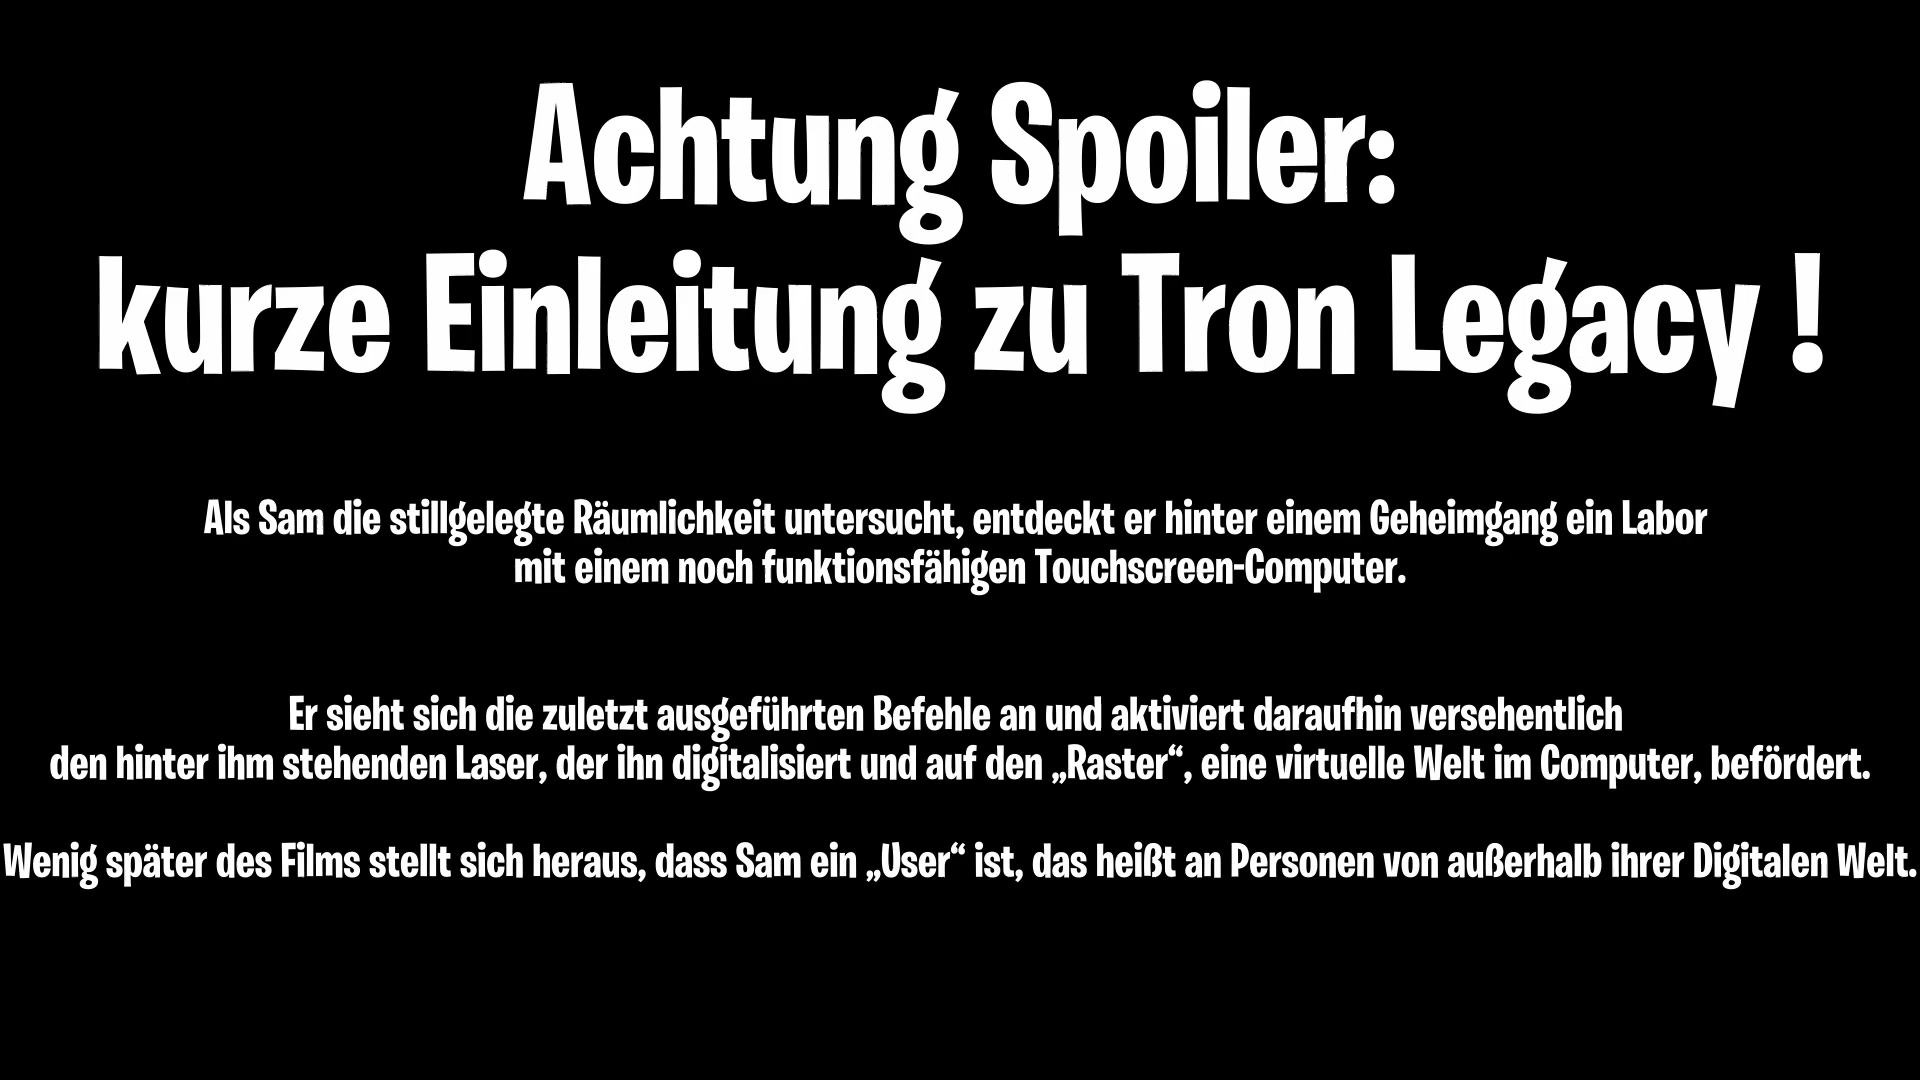 Achtung Spoiler:
kurze Einleitung zu Tron Legacy !
Als Sam die stillgelegte Räumlichkeit untersucht, entdeckt er hinter einem Geheimgang ein Labor
mit einem noch funktionsfähigen Touchscreen-Computer.
Er sieht sich die zuletzt ausgeführten Befehle an und aktiviert daraufhin versehentlich
den hinter ihm stehenden Laser, der ihn digitalisiert und auf den „Raster“, eine virtuelle Welt im Computer, befördert.
Wenig später des Films stellt sich heraus, dass Sam ein „User“ ist, das heißt an Personen von außerhalb ihrer Digitalen Welt.